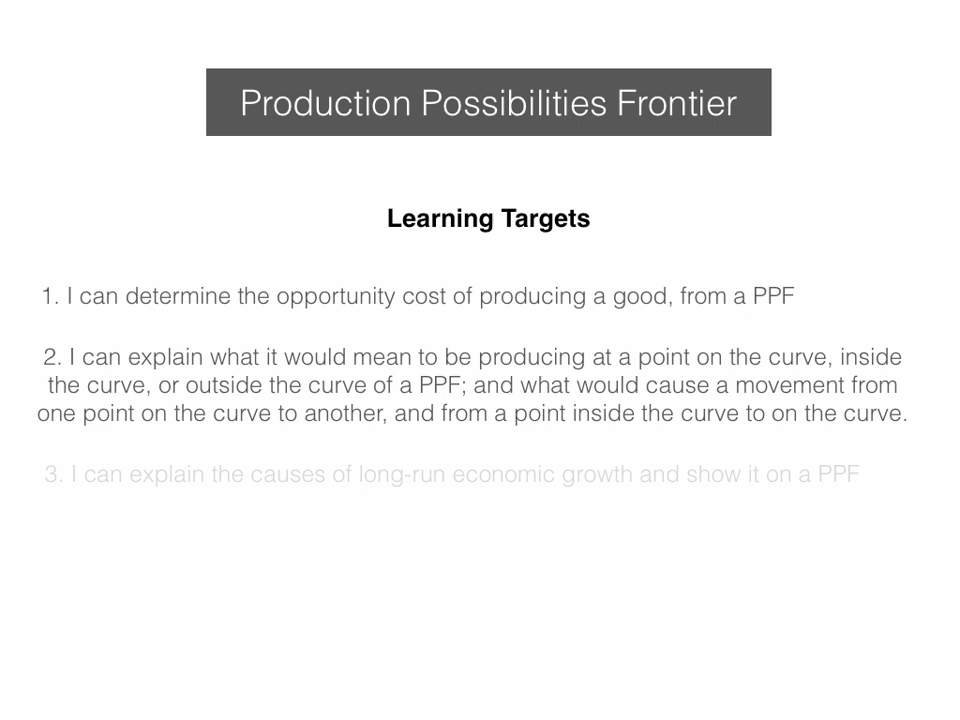 Production Possibilities Frontier
Learning Targets
1. I can determine the opportunity cost of producing a good, from a PPF
2. I can explain what it would mean to be producing at a point on the curve, inside
the curve, or outside the curve of a PPF; and what would cause a movement from
one point on the curve to another, and from a point inside the curve to on the curve.
3. I can explain the causes of long-run economic growth and show it on a PPF